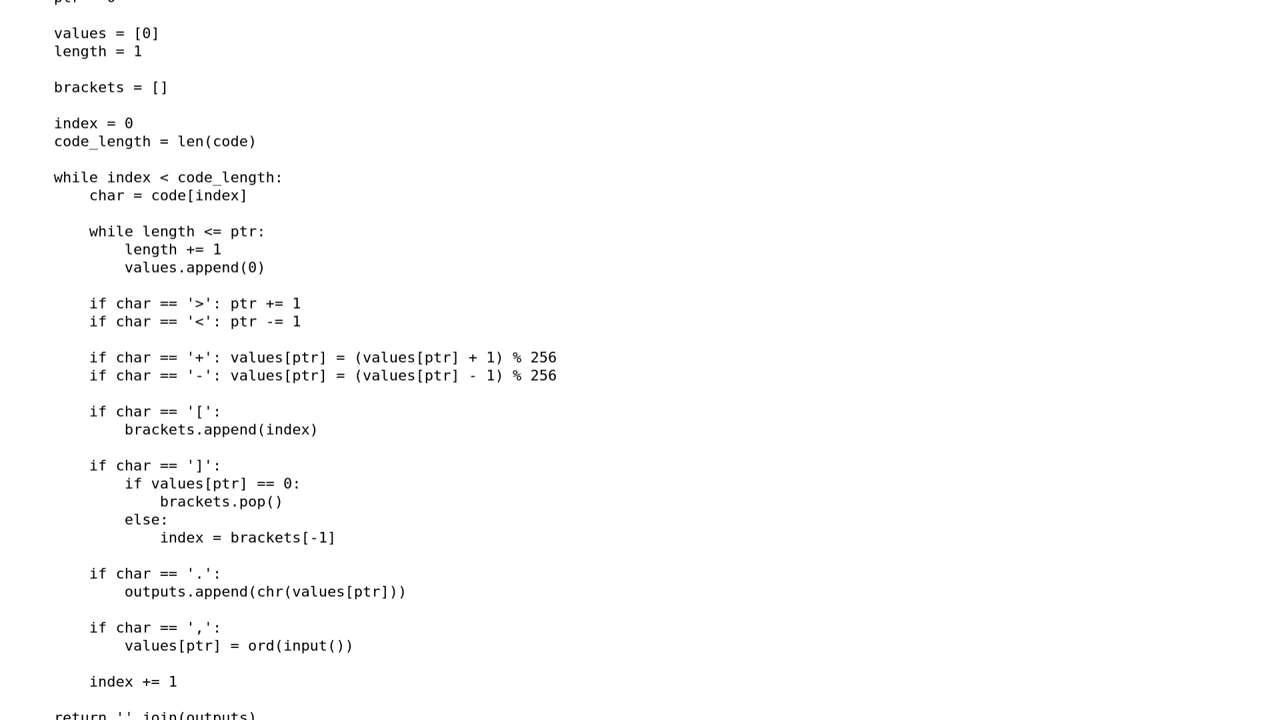 values = [0]
length = 1
brackets = []
index = 0
code_length = len(code)
while index < code_length:
char = code[index]
while length <= ptr:
length += 1
values.append(0)
if char == '>': ptr += 1
if char == '<': ptr -= 1
if char == '+': values[ptr] = (values[ptr] + 1) % 256
if char == '-': values[ptr] = (values[ptr] - 1) % 256
if char == '[':
brackets.append(index)
if char == ']':
if values[ptr] == 0:
brackets.pop()
else:
index = brackets[-1]
if char == '.':
outputs.append(chr(values[ptr]))
if char == ',':
values[ptr] = ord(input())
index += 1
return ''.join(outputs)